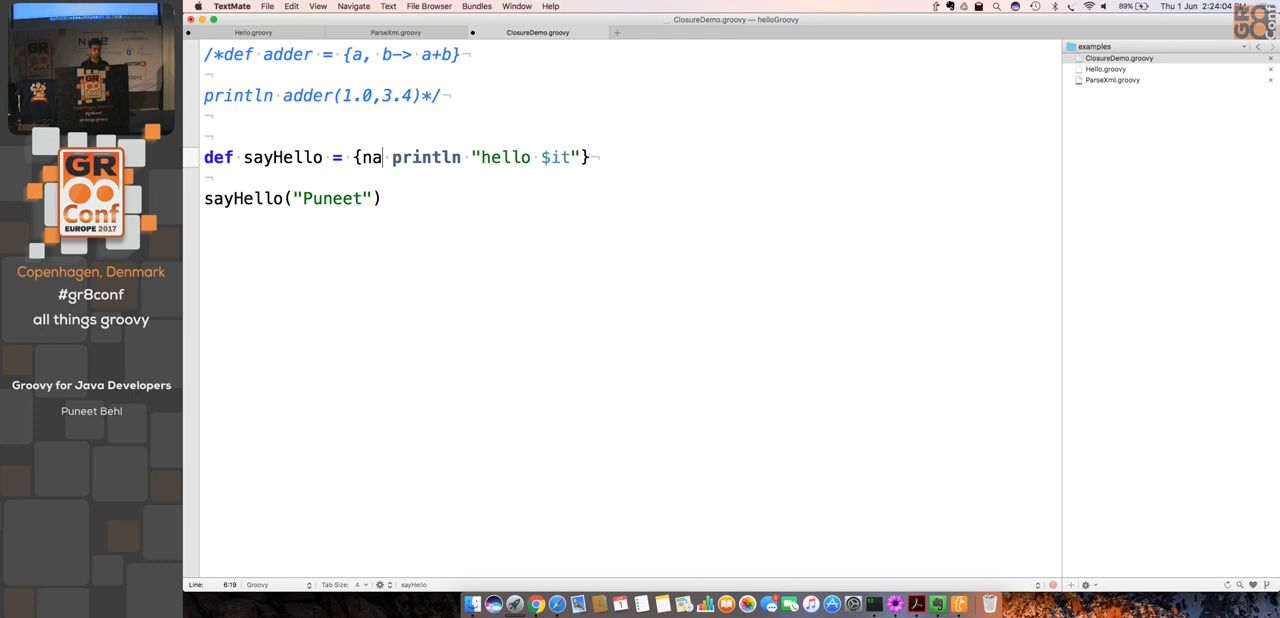 TextMate File Edit View Navigate Text File Browser Bundles Window Help
89% Thu 1 Jun 2:24:04 PM
ClosureDemo.groovy — helloGroovy
Hello.groovy ParseXml.groovy ClosureDemo.groovy
/*def adder = {a, b-> a+b}
println adder(1.0,3.4)*/
def sayHello = {na println "hello $it"}
sayHello("Puneet")
examples
ClosureDemo.groovy
Hello.groovy
ParseXml.groovy
GR
Conf
EUROPE 2017
Copenhagen, Denmark
#gr8conf
all things groovy
Groovy for Java Developers
Puneet Behl
Line: 6:19 Groovy Tab Size: 4 sayHello